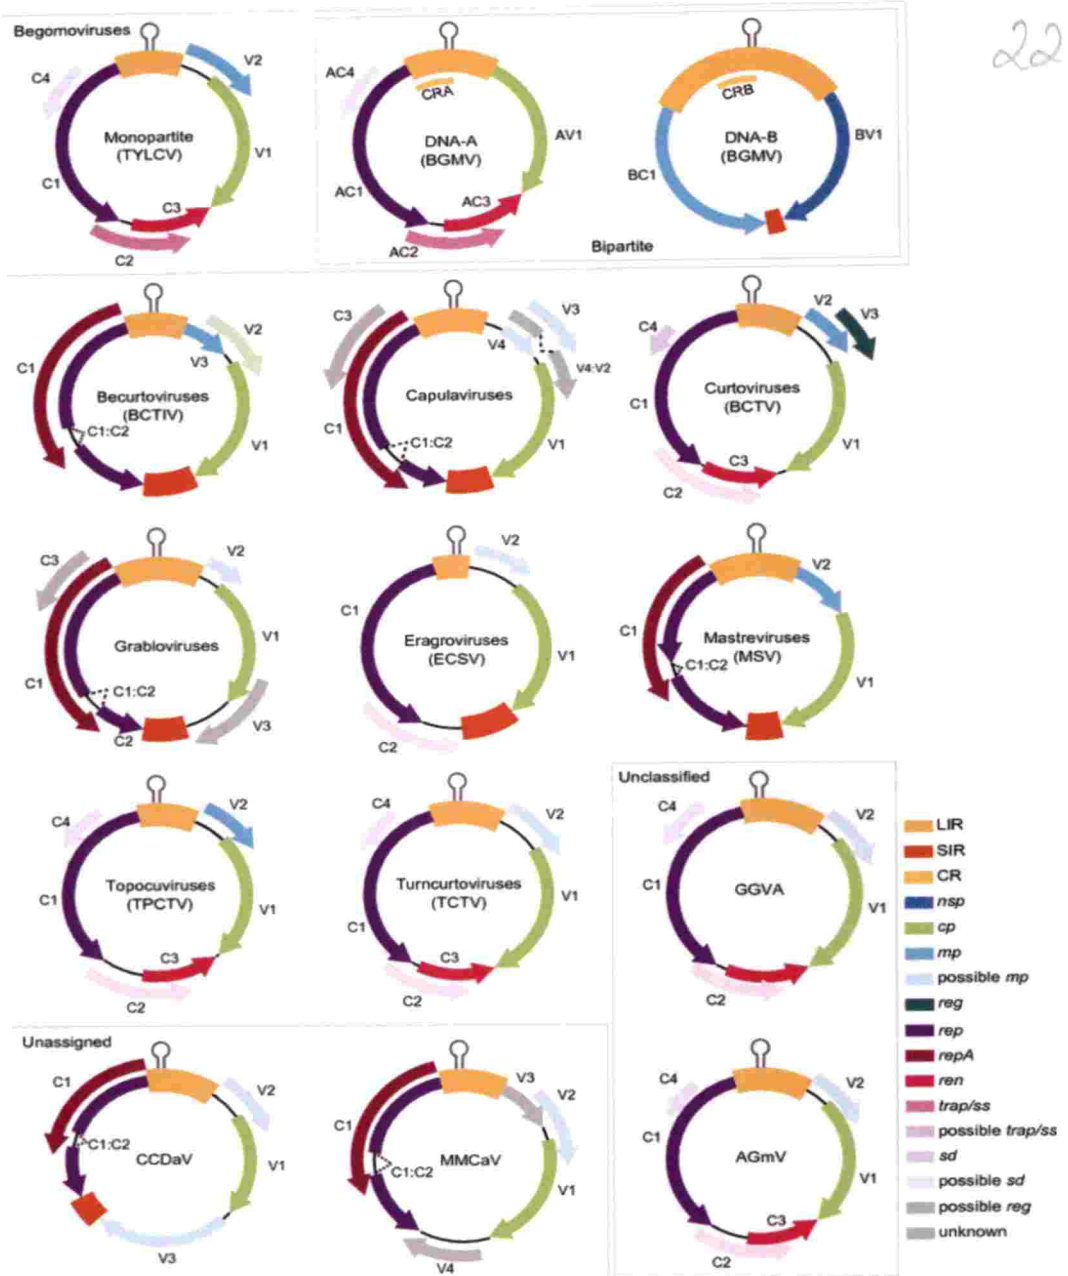 22
Begomoviruses
C4
V2
Monopartite
(TYLCV)
C1
V1
C3
C2
AC4
CRA
DNA-A
(BGMV)
AV1
AC1
AC3
AC2
CRB
DNA-B
(BGMV)
BV1
BC1
Bipartite
C1
V2
V3
Becurtoviruses
(BCTIV)
C1:C2
V1
C3
V3
V4
V4:V2
Capulaviruses
C1
C1:C2
V1
C4
V2
V3
Curtoviruses
(BCTV)
C1
V1
C3
C2
C3
V2
Grabloviruses
V1
C1
C1:C2
C2
V3
V2
C1
Eragroviruses
(ECSV)
V1
C2
V2
C1
Mastreviruses
(MSV)
C1:C2
V1
C4
V2
Topocuviruses
(TPCTV)
C1
V1
C3
C2
C4
V2
Turncurtoviruses
(TCTV)
C1
V1
C3
C2
Unclassified
C4
V2
C1
GGVA
V1
C2
LIR
SIR
CR
nsp
cp
mp
possible mp
reg
rep
repA
ren
trap/ss
possible trap/ss
sd
possible sd
possible reg
unknown
Unassigned
C1
V2
C1:C2
CCDaV
V1
V3
V3
V2
C1
C1:C2
MMCaV
V1
V4
C4
V2
C1
AGmV
V1
C3
C2